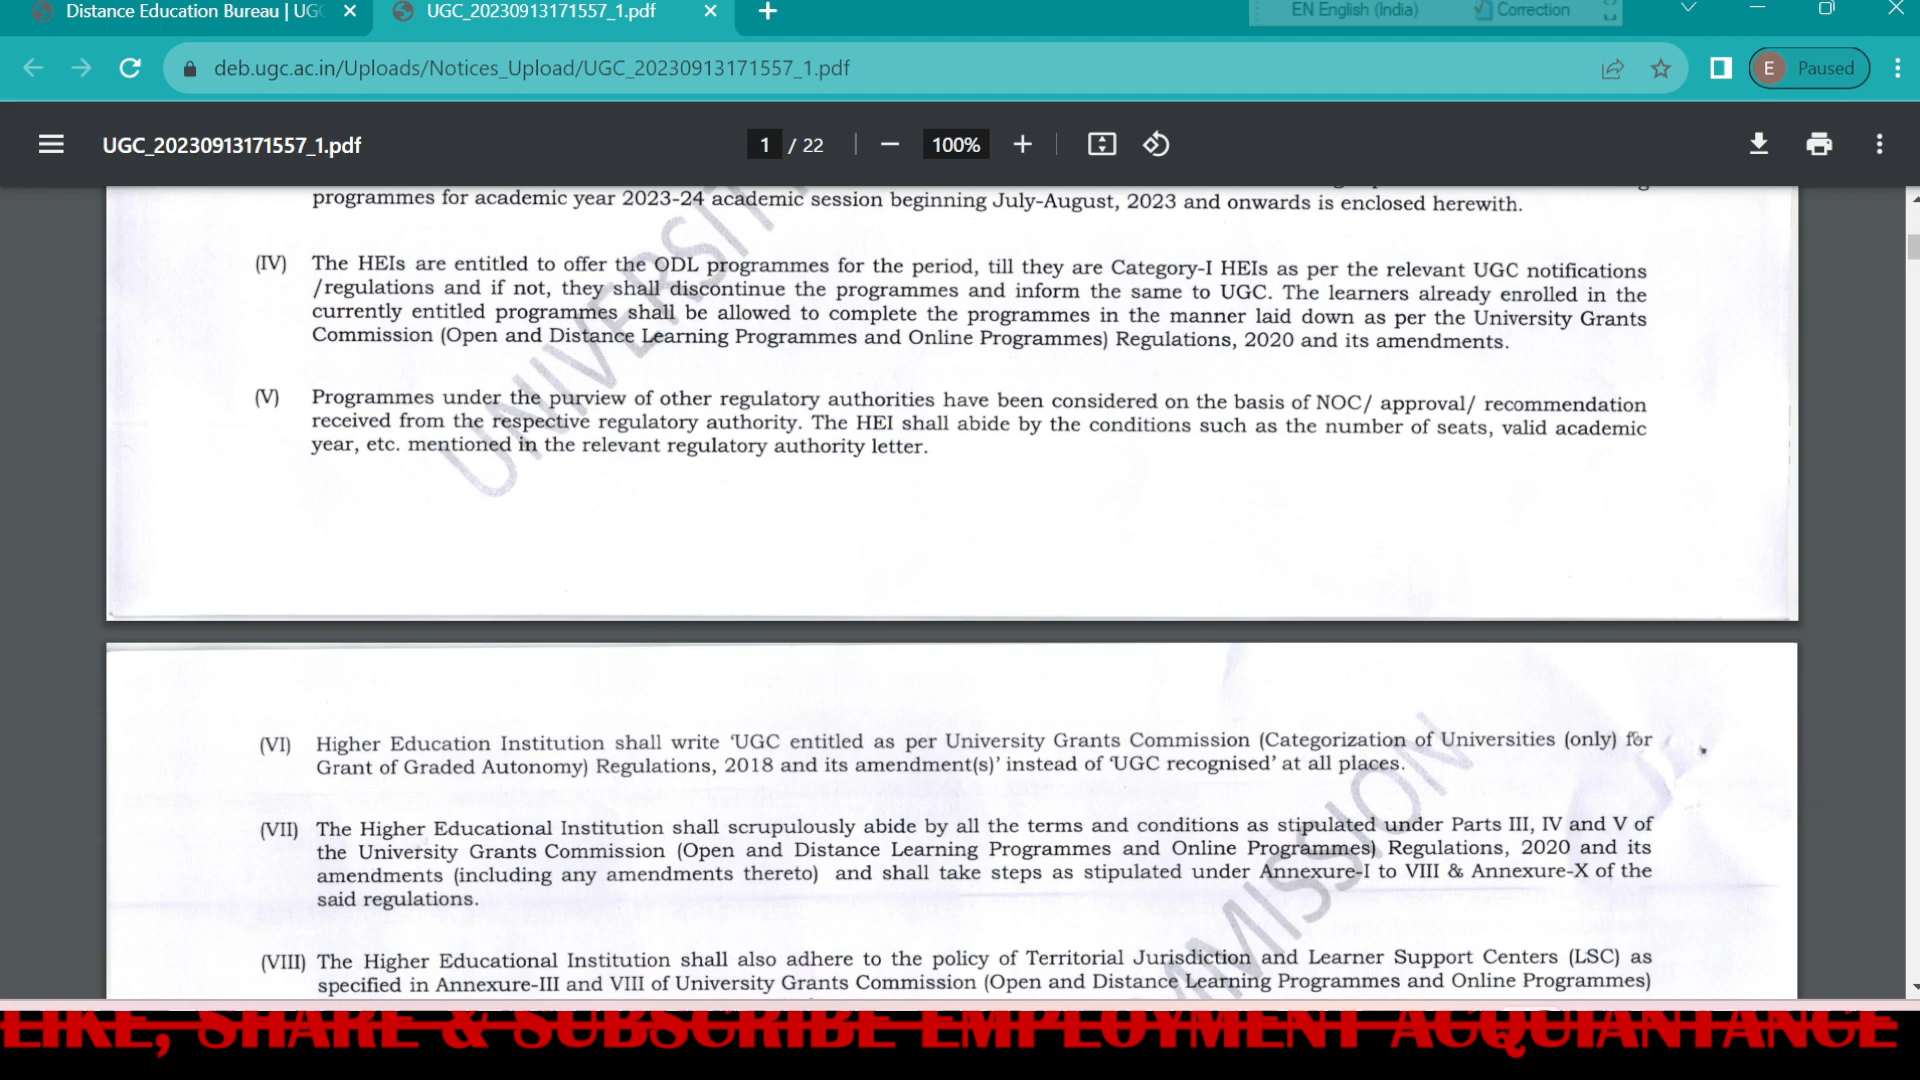 Distance Education Bureau | UG
UGC_20230913171557_1.pdf
EN English (India)
Correction
deb.ugc.ac.in/Uploads/Notices_Upload/UGC_20230913171557_1.pdf
E Paused
UGC_20230913171557_1.pdf
1 / 22
100%
programmes for academic year 2023-24 academic session beginning July-August, 2023 and onwards is enclosed herewith.
(IV) The HEIs are entitled to offer the ODL programmes for the period, till they are Category-I HEIs as per the relevant UGC notifications
/regulations and if not, they shall discontinue the programmes and inform the same to UGC. The learners already enrolled in the
currently entitled programmes shall be allowed to complete the programmes in the manner laid down as per the University Grants
Commission (Open and Distance Learning Programmes and Online Programmes) Regulations, 2020 and its amendments.
(V) Programmes under the purview of other regulatory authorities have been considered on the basis of NOC/ approval/ recommendation
received from the respective regulatory authority. The HEI shall abide by the conditions such as the number of seats, valid academic
year, etc. mentioned in the relevant regulatory authority letter.
(VI) Higher Education Institution shall write ‘UGC entitled as per University Grants Commission (Categorization of Universities (only) for
Grant of Graded Autonomy) Regulations, 2018 and its amendment(s)’ instead of ‘UGC recognised’ at all places.
(VII) The Higher Educational Institution shall scrupulously abide by all the terms and conditions as stipulated under Parts III, IV and V of
the University Grants Commission (Open and Distance Learning Programmes and Online Programmes) Regulations, 2020 and its
amendments (including any amendments thereto) and shall take steps as stipulated under Annexure-I to VIII & Annexure-X of the
said regulations.
(VIII) The Higher Educational Institution shall also adhere to the policy of Territorial Jurisdiction and Learner Support Centers (LSC) as
specified in Annexure-III and VIII of University Grants Commission (Open and Distance Learning Programmes and Online Programmes)
LIKE, SHARE & SUBSCRIBE EMPLOYMENT ACQUIANTANCE